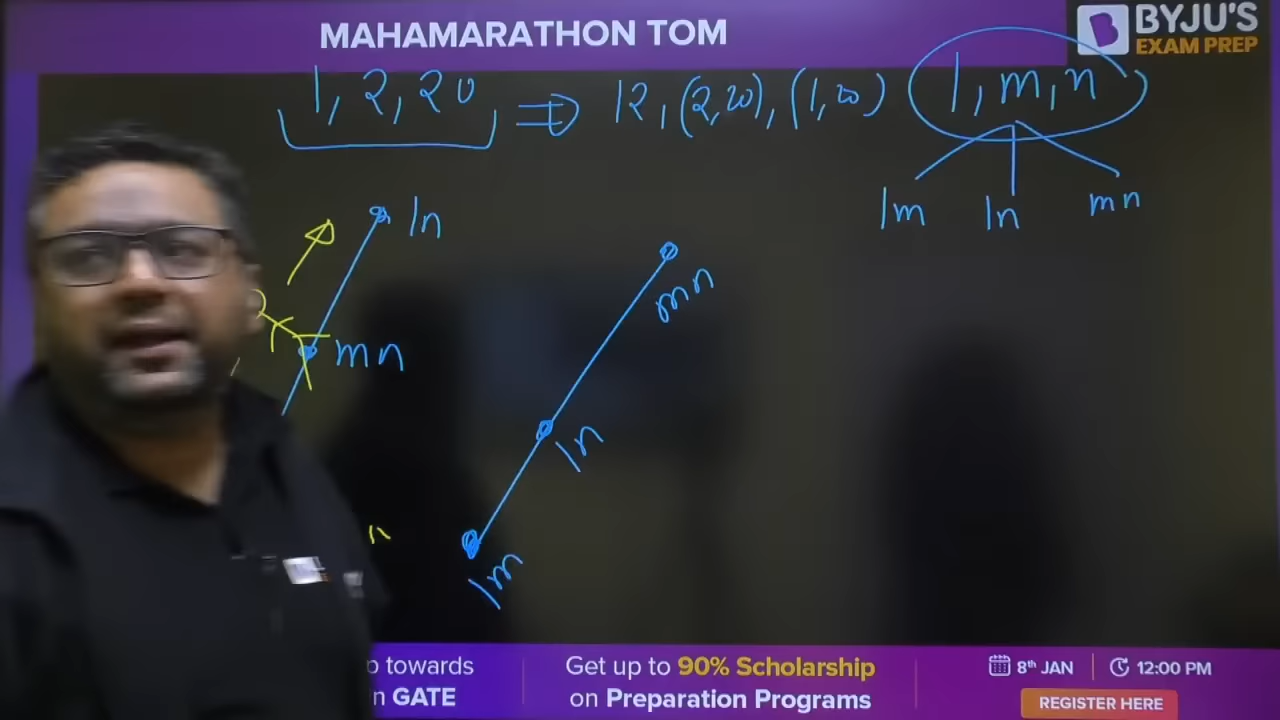 MAHAMARATHON TOM
BYJU'S
EXAM PREP
1, 2, 20 ⇒ 12, (2,20), (1,20) l, m, n
lm ln mn
ln
mn
mn
ln
lm
n
towards
n GATE
Get up to 90% Scholarship
on Preparation Programs
8th JAN
12:00 PM
REGISTER HERE